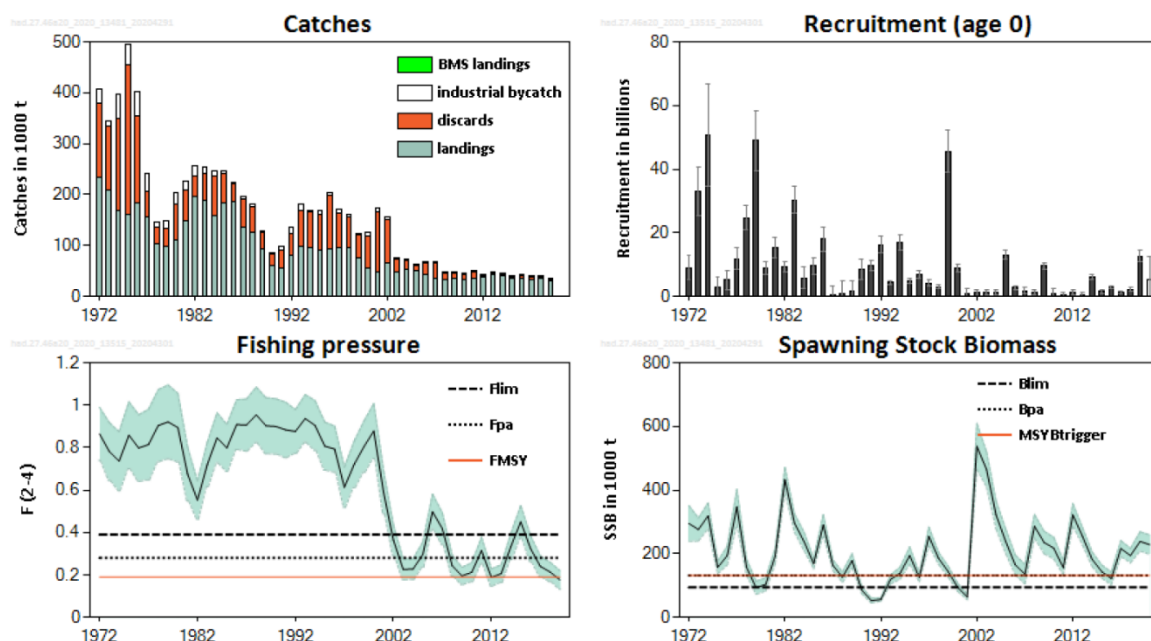 hed.27.46e20_2020_13481_20204291
Catches
Catches in 1000 t
500
400
300
200
100
0
BMS landings
industrial bycatch
discards
landings
1972 1982 1992 2002 2012
Recruitment (age 0)
Recruitment in billions
80
60
40
20
0
1972 1982 1992 2002 2012
Fishing pressure
F (2-4)
1.2
1
0.8
0.6
0.4
0.2
0
Flim
Fpa
FMSY
1972 1982 1992 2002 2012
Spawning Stock Biomass
SSB in 1000 t
800
600
400
200
0
Blim
Bpa
MSYBtrigger
1972 1982 1992 2002 2012